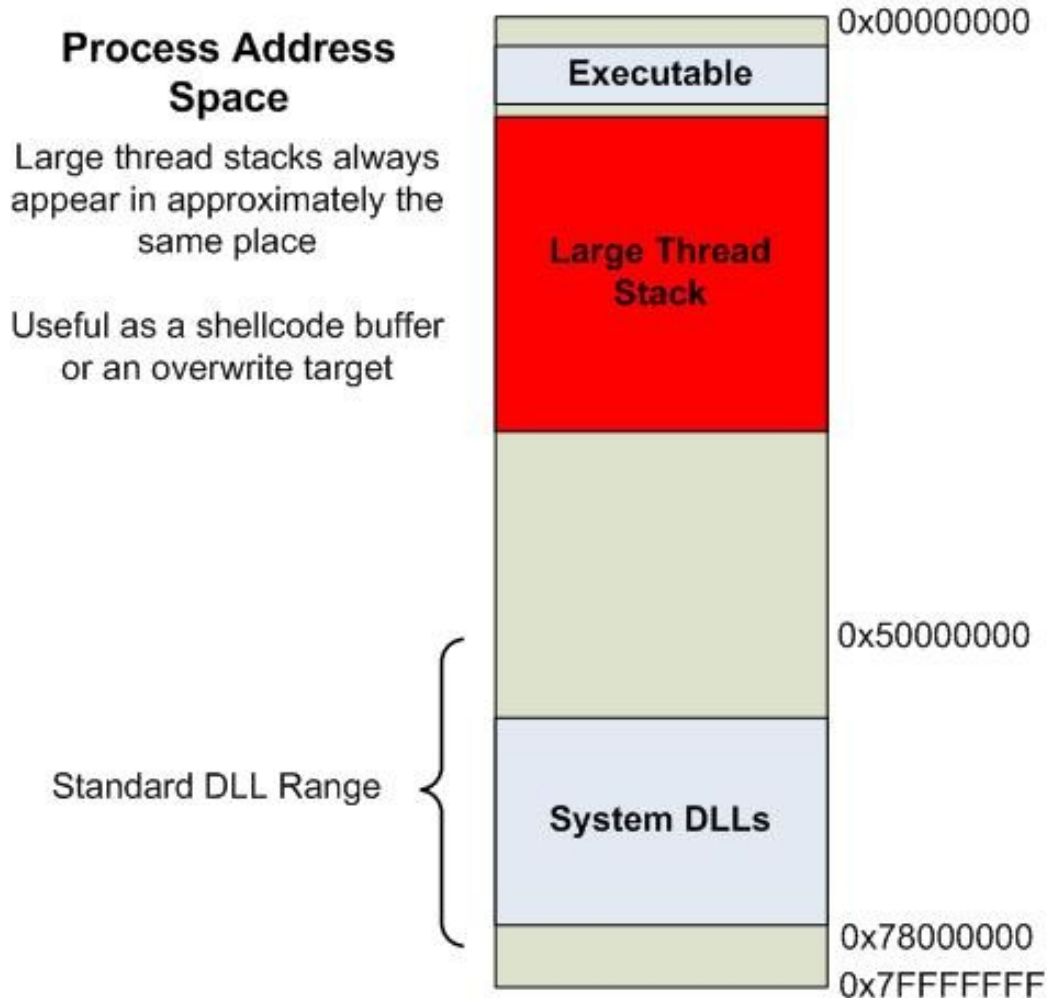 Process Address
Space
Large thread stacks always
appear in approximately the
same place
Useful as a shellcode buffer
or an overwrite target
Standard DLL Range
0x00000000
Executable
Large Thread
Stack
0x50000000
System DLLs
0x78000000
0x7FFFFFFF